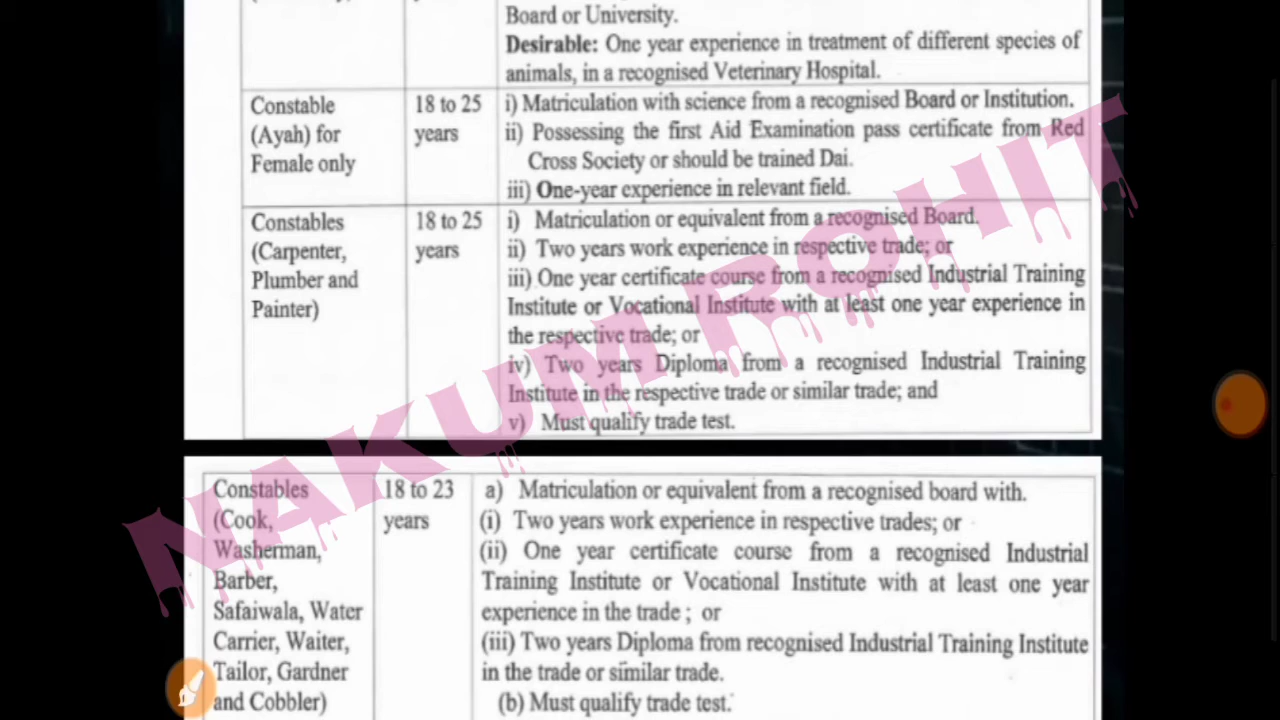 Board or University.
Desirable: One year experience in treatment of different species of
animals, in a recognised Veterinary Hospital.
Constable
(Ayah) for
Female only
18 to 25
years
i) Matriculation with science from a recognised Board or Institution.
ii) Possessing the first Aid Examination pass certificate from Red
Cross Society or should be trained Dai.
iii) One-year experience in relevant field.
Constables
(Carpenter,
Plumber and
Painter)
18 to 25
years
i) Matriculation or equivalent from a recognised Board.
ii) Two years work experience in respective trade; or
iii) One year certificate course from a recognised Industrial Training
Institute or Vocational Institute with at least one year experience in
the respective trade; or
iv) Two years Diploma from a recognised Industrial Training
Institute in the respective trade or similar trade; and
v) Must qualify trade test.
Constables
(Cook,
Washerman,
Barber,
Safaiwala, Water
Carrier, Waiter,
Tailor, Gardner
and Cobbler)
18 to 23
years
a) Matriculation or equivalent from a recognised board with.
(i) Two years work experience in respective trades; or
(ii) One year certificate course from a recognised Industrial
Training Institute or Vocational Institute with at least one year
experience in the trade ; or
(iii) Two years Diploma from recognised Industrial Training Institute
in the trade or similar trade.
(b) Must qualify trade test.
NAKUM ROHIT